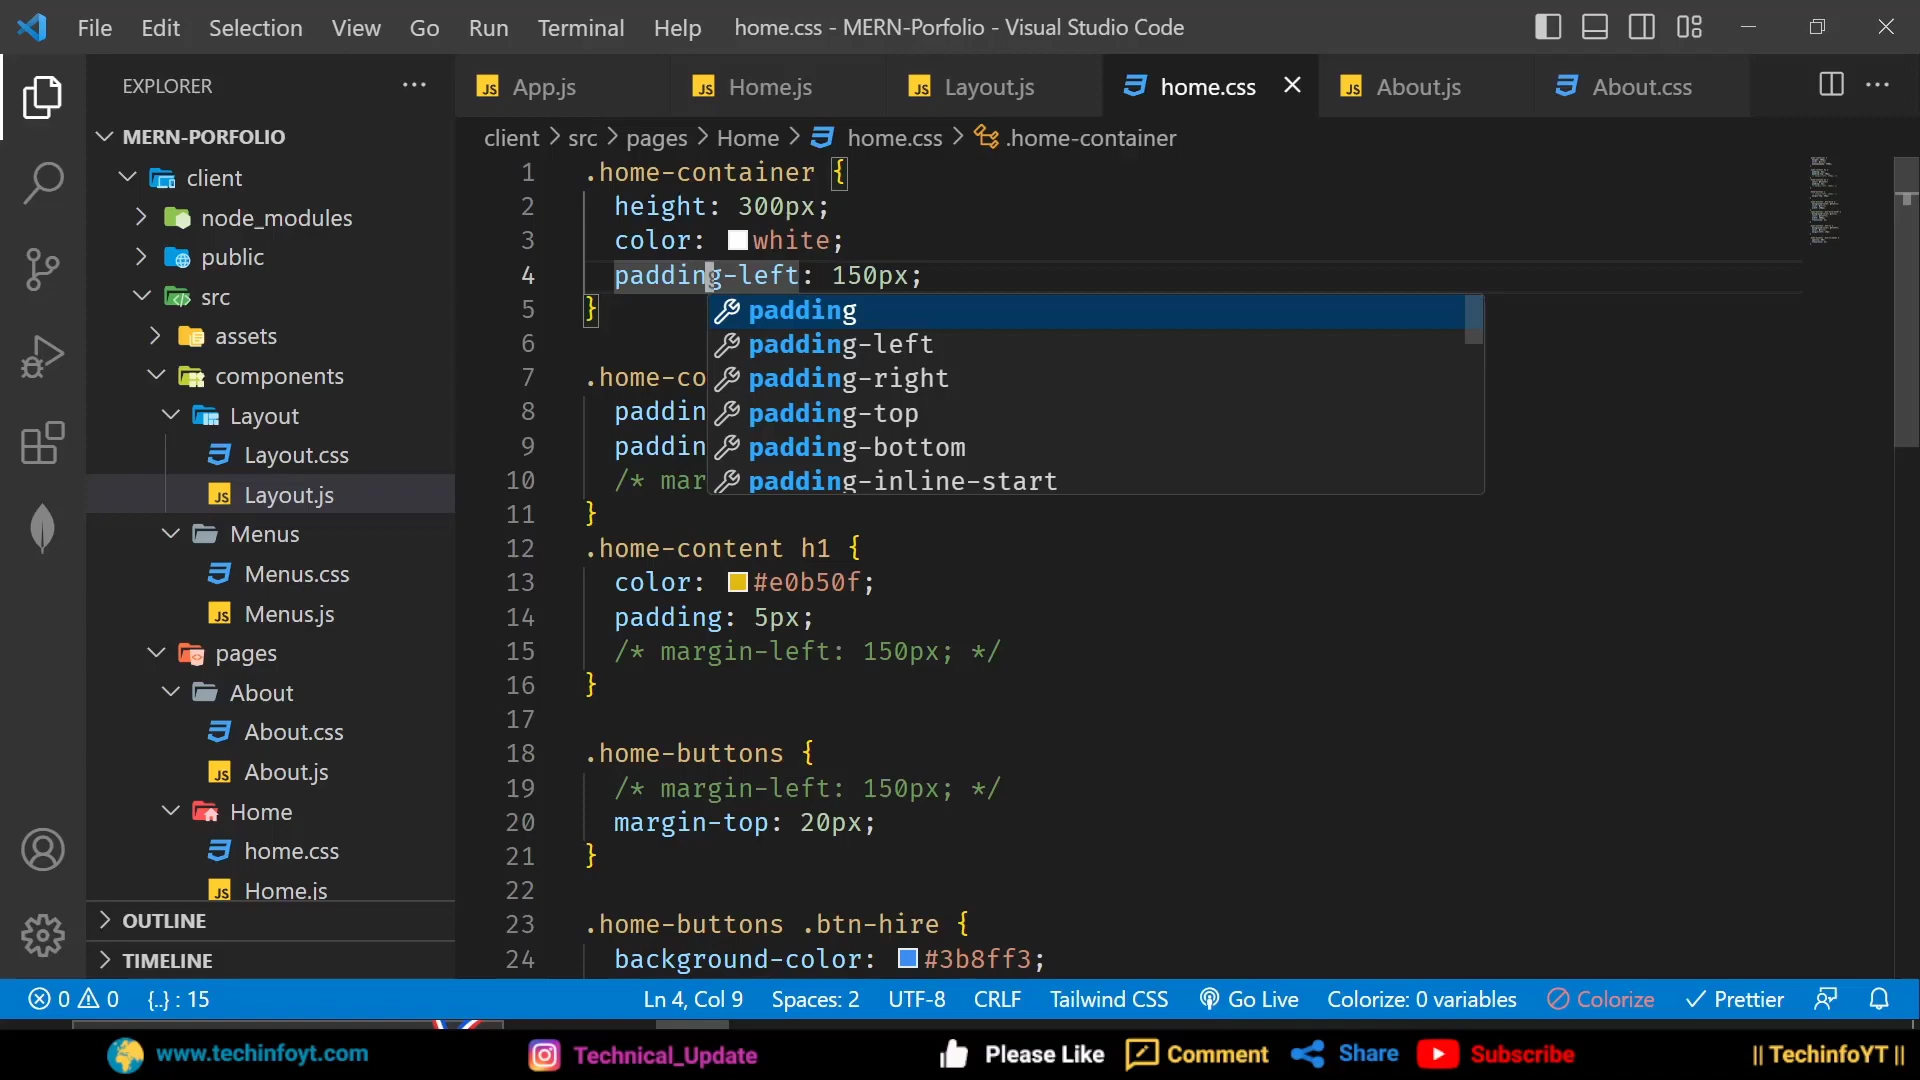 File Edit Selection View Go Run Terminal Help home.css - MERN-Porfolio - Visual Studio Code
EXPLORER
App.js Home.js Layout.js home.css About.js About.css
MERN-PORFOLIO
client
node_modules
public
src
assets
components
Layout
Layout.css
Layout.js
Menus
Menus.css
Menus.js
pages
About
About.css
About.js
Home
home.css
Home.js
OUTLINE
TIMELINE
client > src > pages > Home > home.css > .home-container
1 .home-container {
2 height: 300px;
3 color: white;
4 padding-left: 150px;
5 }
padding
padding-left
padding-right
padding-top
padding-bottom
padding-inline-start
6
7 .home-co
8 paddin
9 paddin
10 /* mar
11 }
12 .home-content h1 {
13 color: #e0b50f;
14 padding: 5px;
15 /* margin-left: 150px; */
16 }
17
18 .home-buttons {
19 /* margin-left: 150px; */
20 margin-top: 20px;
21 }
22
23 .home-buttons .btn-hire {
24 background-color: #3b8ff3;
0 0 {..} : 15 Ln 4, Col 9 Spaces: 2 UTF-8 CRLF Tailwind CSS Go Live Colorize: 0 variables Colorize Prettier
www.techinfoyt.com Technical_Update Please Like Comment Share Subscribe || TechinfoYT ||